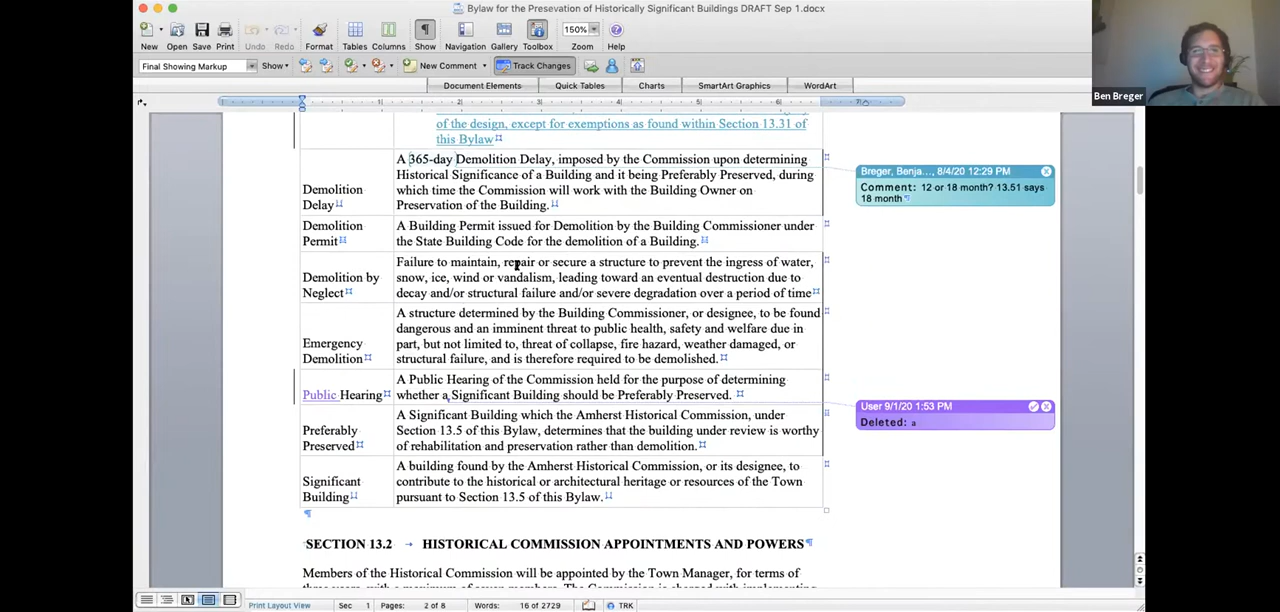 Bylaw for the Presevation of Historically Significant Buildings DRAFT Sep 1.docx
New Open Save Print Undo Redo Format Tables Columns Show Navigation Gallery Toolbox Zoom Help
150%
Final Showing Markup Show New Comment Track Changes
Document Elements Quick Tables Charts SmartArt Graphics WordArt
Ben Breger
1 2 3 4 5 6 7
of the design, except for exemptions as found within Section 13.31 of
this Bylaw
Demolition
Delay
A 365-day Demolition Delay, imposed by the Commission upon determining
Historical Significance of a Building and it being Preferably Preserved, during
which time the Commission will work with the Building Owner on
Preservation of the Building.
Breger, Benja..., 8/4/20 12:29 PM
Comment: 12 or 18 month? 13.51 says
18 month
Demolition
Permit
A Building Permit issued for Demolition by the Building Commissioner under
the State Building Code for the demolition of a Building.
Demolition by
Neglect
Failure to maintain, repair or secure a structure to prevent the ingress of water,
snow, ice, wind or vandalism, leading toward an eventual destruction due to
decay and/or structural failure and/or severe degradation over a period of time
Emergency
Demolition
A structure determined by the Building Commissioner, or designee, to be found
dangerous and an imminent threat to public health, safety and welfare due in
part, but not limited to, threat of collapse, fire hazard, weather damaged, or
structural failure, and is therefore required to be demolished.
Public Hearing
A Public Hearing of the Commission held for the purpose of determining
whether a Significant Building should be Preferably Preserved.
User 9/1/20 1:53 PM
Deleted: a
Preferably
Preserved
A Significant Building which the Amherst Historical Commission, under
Section 13.5 of this Bylaw, determines that the building under review is worthy
of rehabilitation and preservation rather than demolition.
Significant
Building
A building found by the Amherst Historical Commission, or its designee, to
contribute to the historical or architectural heritage or resources of the Town
pursuant to Section 13.5 of this Bylaw.
SECTION 13.2 → HISTORICAL COMMISSION APPOINTMENTS AND POWERS
Members of the Historical Commission will be appointed by the Town Manager, for terms of
Print Layout View Sec 1 Pages: 2 of 8 Words: 16 of 2729 TRK